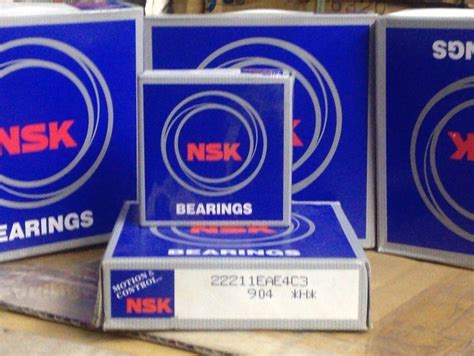 NSK
EARINGS
NSK
BEARINGS
NSK
BEARINGS
MOTION &
CONTROL
NSK
22211EAE4C3
904 *H*